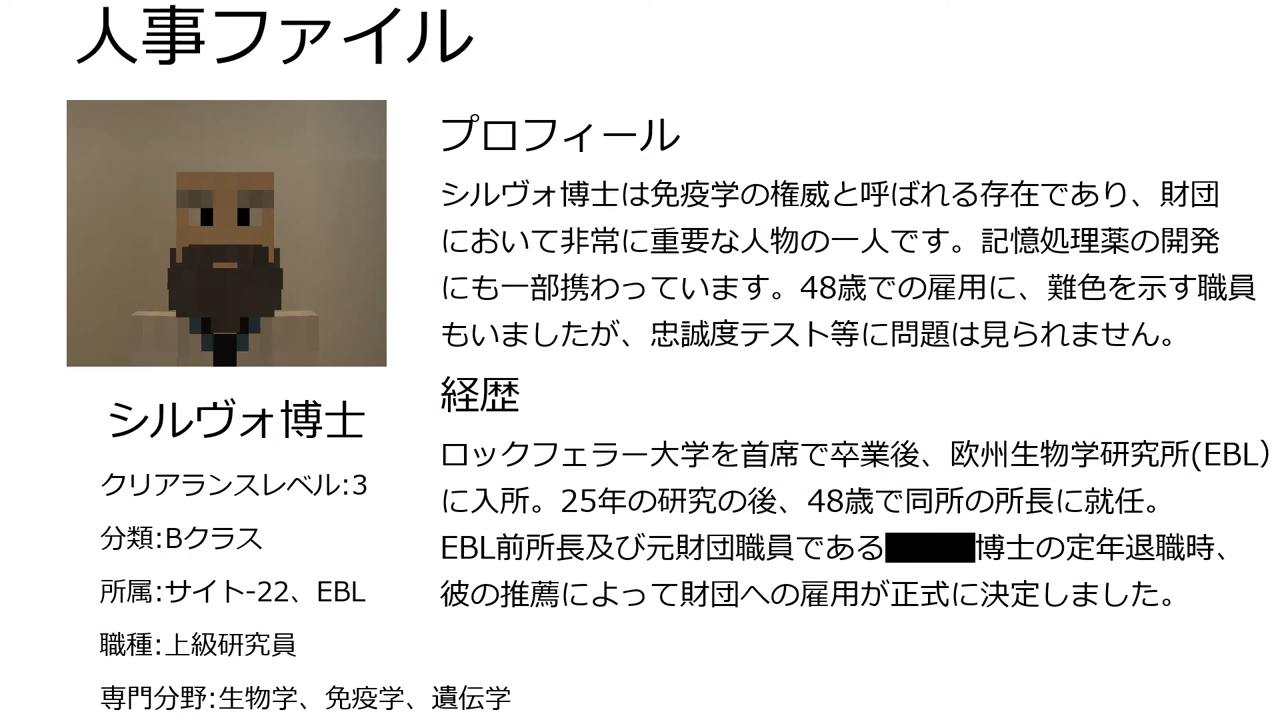 人事ファイル
シルヴォ博士
クリアランスレベル:3
分類:Bクラス
所属:サイト-22、EBL
職種:上級研究員
専門分野:生物学、免疫学、遺伝学
プロフィール
シルヴォ博士は免疫学の権威と呼ばれる存在であり、財団
において非常に重要な人物の一人です。記憶処理薬の開発
にも一部携わっています。48歳での雇用に、難色を示す職員
もいましたが、忠誠度テスト等に問題は見られません。
経歴
ロックフェラー大学を首席で卒業後、欧州生物学研究所(EBL)
に入所。25年の研究の後、48歳で同所の所長に就任。
EBL前所長及び元財団職員である███博士の定年退職時、
彼の推薦によって財団への雇用が正式に決定しました。